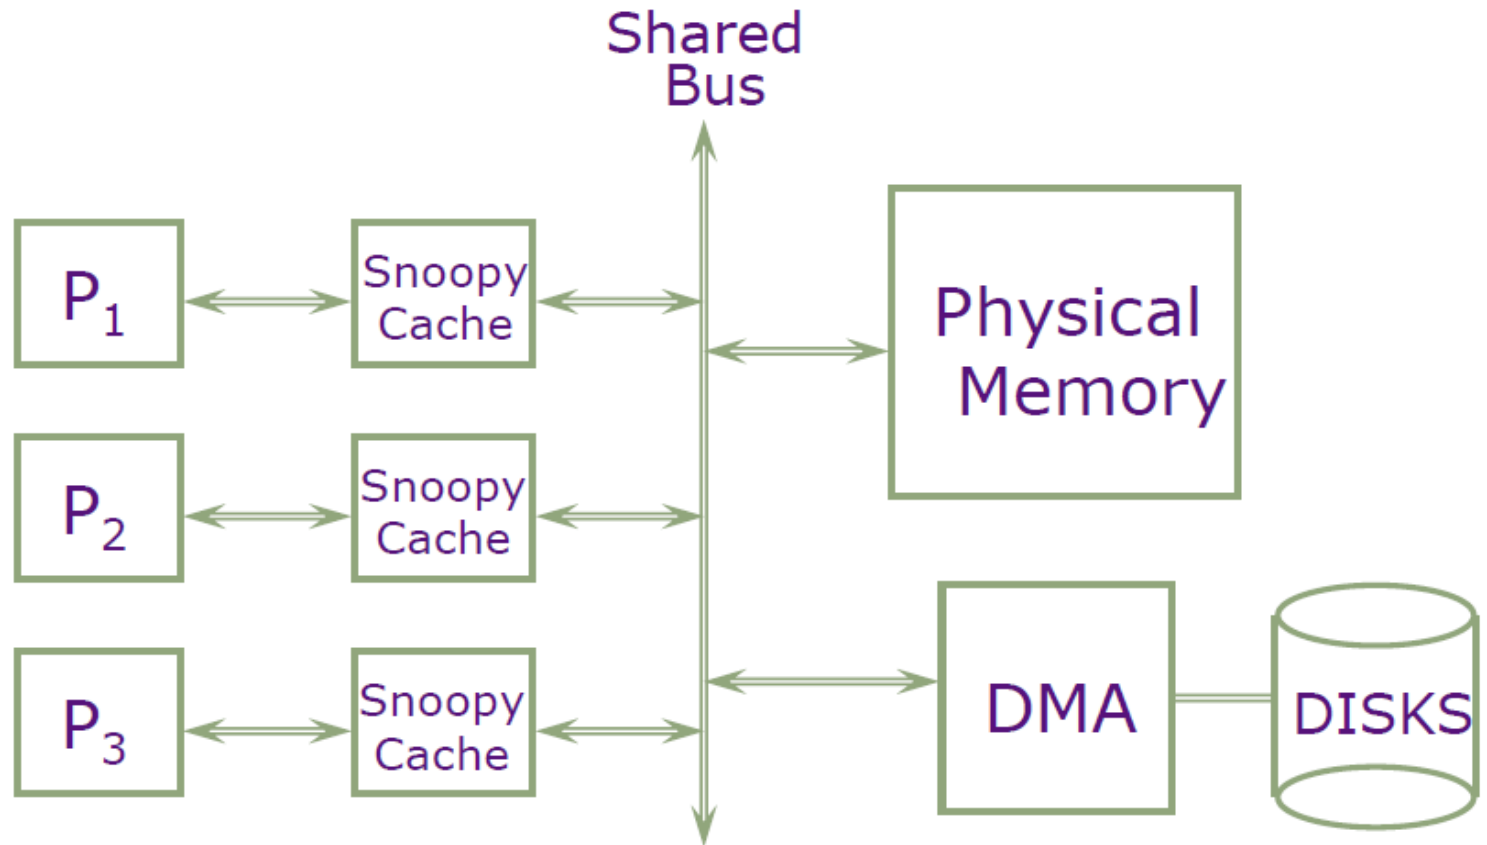 Shared
Bus
P1
Snoopy
Cache
Physical
Memory
P2
Snoopy
Cache
P3
Snoopy
Cache
DMA
DISKS